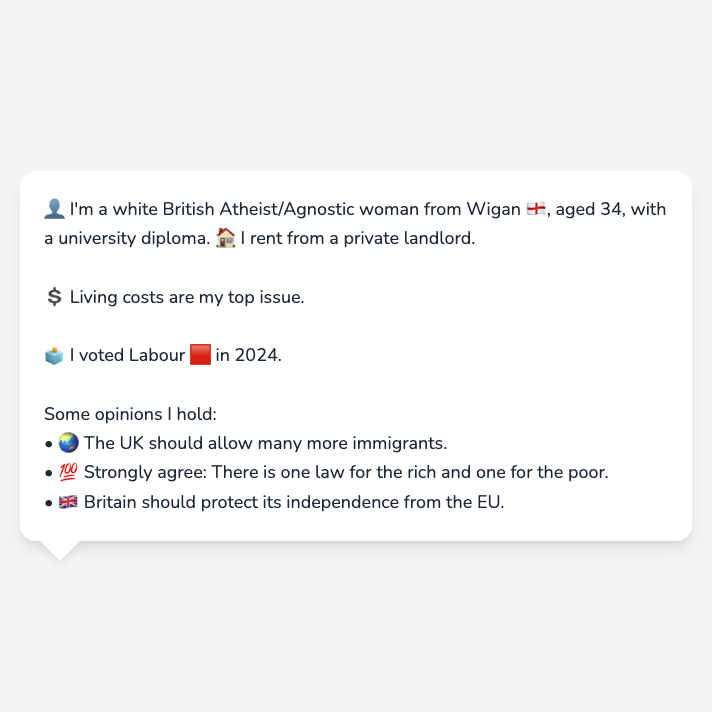 👤 I'm a white British Atheist/Agnostic woman from Wigan 🏴󠁧󠁢󠁥󠁮󠁧󠁿, aged 34, with
a university diploma. 🏠 I rent from a private landlord.
💲 Living costs are my top issue.
🗳️ I voted Labour 🟥 in 2024.
Some opinions I hold:
• 🌏 The UK should allow many more immigrants.
• 💯 Strongly agree: There is one law for the rich and one for the poor.
• 🇬🇧 Britain should protect its independence from the EU.